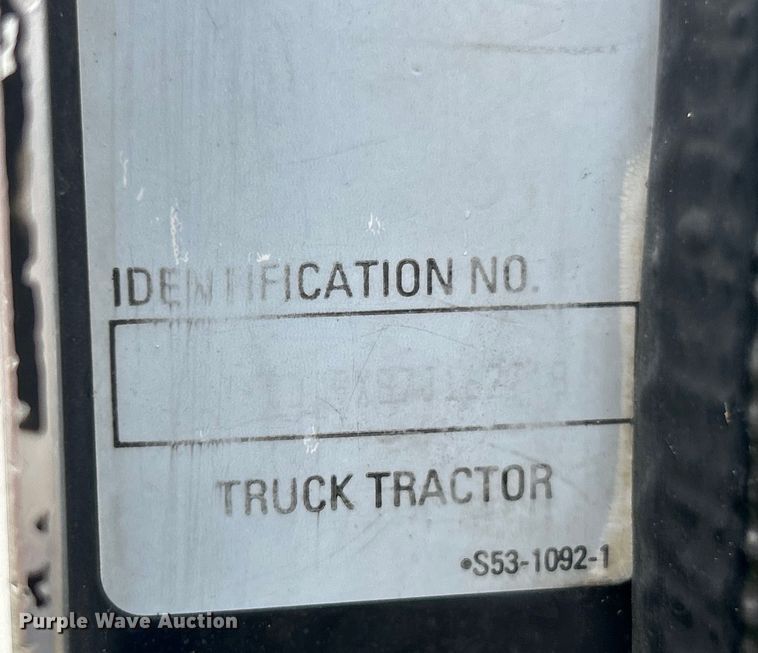 IDENTIFICATION NO.
TRUCK TRACTOR
•S53-1092-1
Purple Wave Auction